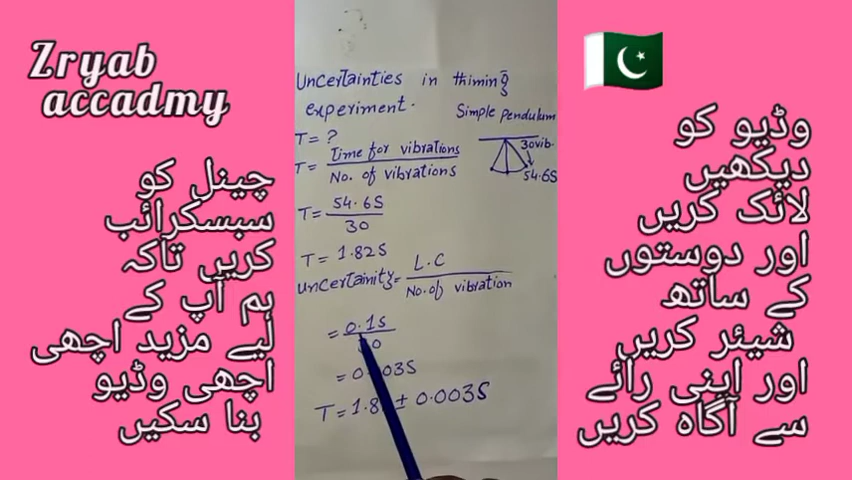 Zryab
accadmy
چینل کو
سبسکرائب
کریں تاکہ
ہم آپ کے
لیے مزید اچھی
اچھی وڈیو
بنا سکیں
Uncertainties in thiming
experiment.
Simple pendulum
T = ?
T = Time for vibrations
No. of vibrations
30vib.
54.6S
T = 54.6S
30
T = 1.82S
Uncertainity = L.C
No. of vibration
= 0.1S
= 0.003S
T = 1.8 ± 0.003S
وڈیو کو
دیکھیں
لائک کریں
اور دوستوں
کے ساتھ
شیئر کریں
اور اپنی رائے
سے آگاہ کریں